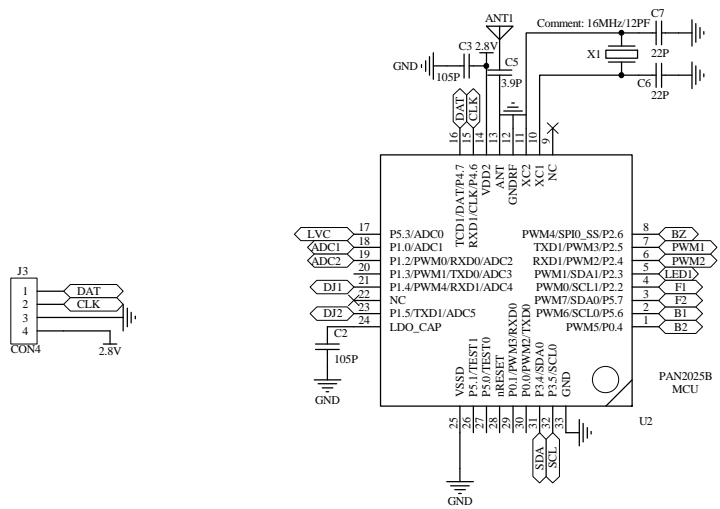 ANT1
Comment: 16MHz/12PF
C7
22P
X1
C6
22P
C3
2.8V
GND
105P
C5
3.9P
DAT
CLK
16
15
14
13
12
11
10
9
TCD1/DAT/P4.7
RXD1/CLK/P4.6
VDD2
ANT
GNDRF
XC2
XC1
NC
LVC 17 P5.3/ADC0
ADC1 18 P1.0/ADC1
ADC2 19 P1.2/PWM0/RXD0/ADC2
20 P1.3/PWM1/TXD0/ADC3
DJ1 21 P1.4/PWM4/RXD1/ADC4
22 NC
DJ2 23 P1.5/TXD1/ADC5
24 LDO_CAP
PWM4/SPI0_SS/P2.6 8 BZ
TXD1/PWM3/P2.5 7 PWM1
RXD1/PWM2/P2.4 6 PWM2
PWM1/SDA1/P2.3 5 LED1
PWM0/SCL1/P2.2 4 F1
PWM7/SDA0/P5.7 3 F2
PWM6/SCL0/P5.6 2 B1
PWM5/P0.4 1 B2
C2
105P
GND
VSSD
P5.1/TEST1
P5.0/TEST0
nRESET
P0.1/PWM3/RXD0
P0.0/PWM2/TXD0
P3.4/SDA0
P3.5/SCL0
GND
25
26
27
28
29
30
31
32
33
SDA
SCL
GND
PAN2025B
MCU
U2
J3
1 DAT
2 CLK
3
4
CON4
2.8V